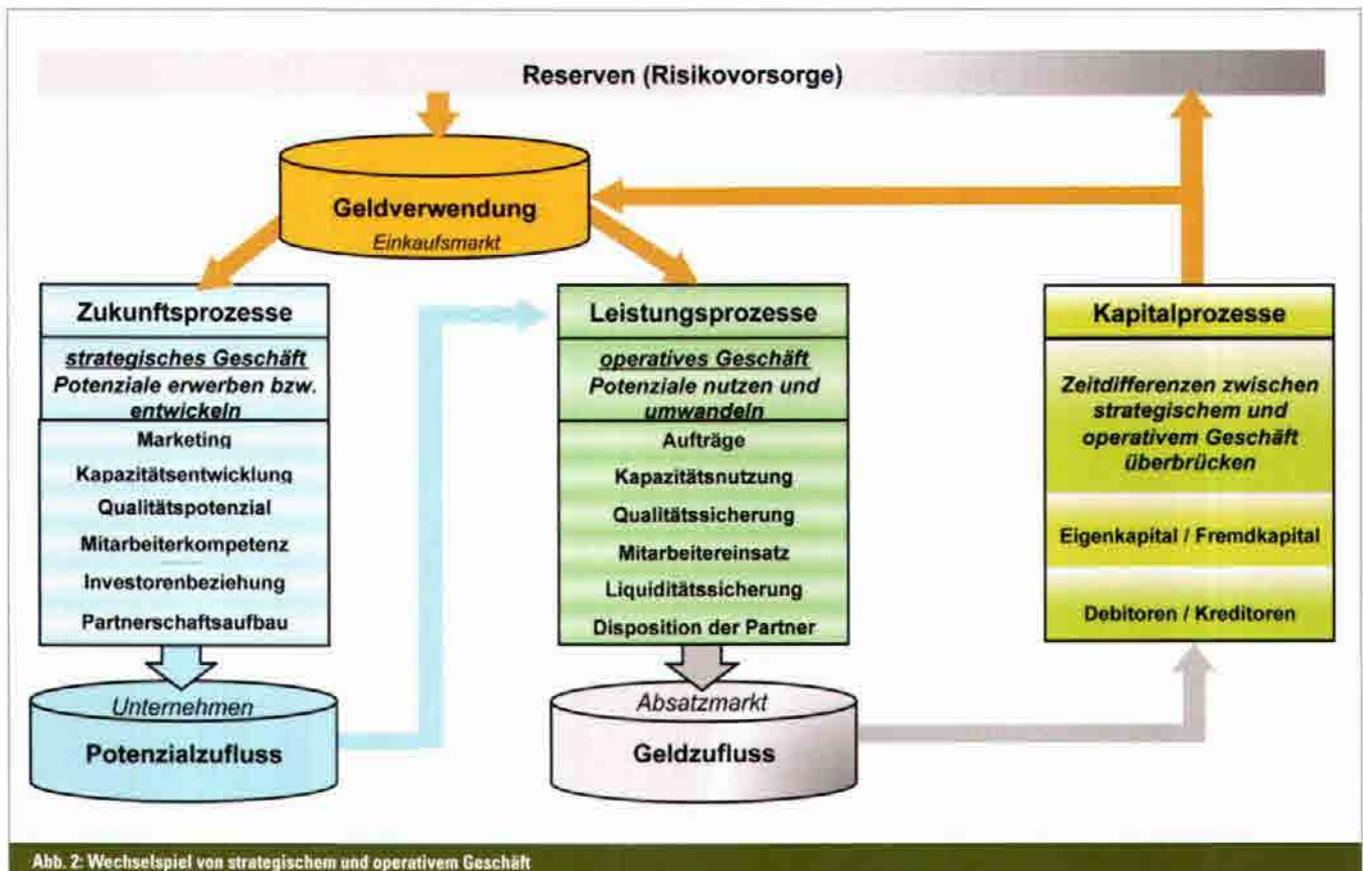 Reserven (Risikovorsorge)
Geldverwendung
Einkaufsmarkt
Zukunftsprozesse
strategisches Geschäft
Potenziale erwerben bzw.
entwickeln
Marketing
Kapazitätsentwicklung
Qualitätspotenzial
Mitarbeiterkompetenz
Investorenbeziehung
Partnerschaftsaufbau
Unternehmen
Potenzialzufluss
Leistungsprozesse
operatives Geschäft
Potenziale nutzen und
umwandeln
Aufträge
Kapazitätsnutzung
Qualitätssicherung
Mitarbeitereinsatz
Liquiditätssicherung
Disposition der Partner
Absatzmarkt
Geldzufluss
Kapitalprozesse
Zeitdifferenzen zwischen
strategischem und
operativem Geschäft
überbrücken
Eigenkapital / Fremdkapital
Debitoren / Kreditoren
Abb. 2: Wechselspiel von strategischem und operativem Geschäft